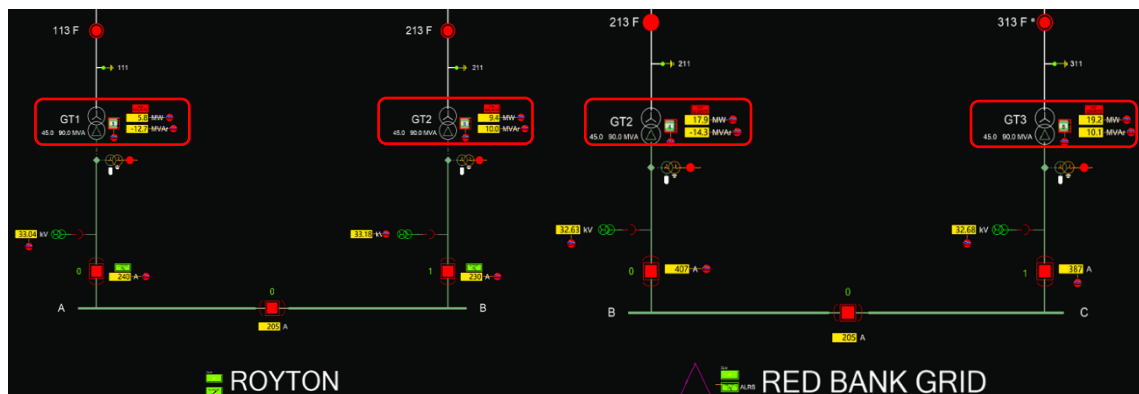 113 F
213 F
213 F
313 F *
111
211
211
311
GT1
5.8 MW
45.0 90.0 MVA
-12.7 MVAr
GT2
9.4 MW
45.0 90.0 MVA
10.0 MVAr
GT2
17.9 MW
45.0 90.0 MVA
-14.3 MVAr
GT3
19.2 MW
45.0 90.0 MVA
10.1 MVAr
33.04 kV
33.18 kV
32.63 kV
32.68 kV
0
240 A
1
230 A
0
407 A
1
387 A
A
0
B
205 A
B
0
C
205 A
ROYTON
ALRS
RED BANK GRID